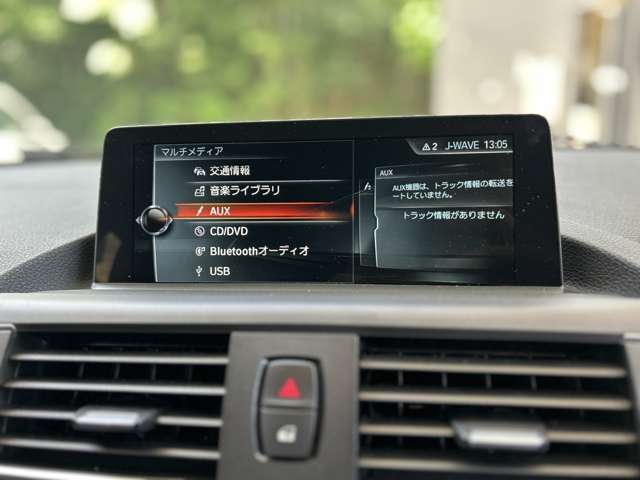 マルチメディア
2 J-WAVE 13:05
交通情報
音楽ライブラリ
AUX
CD/DVD
Bluetoothオーディオ
USB
AUX
AUX機器は、トラック情報の転送を
ートしていません。
トラック情報がありません